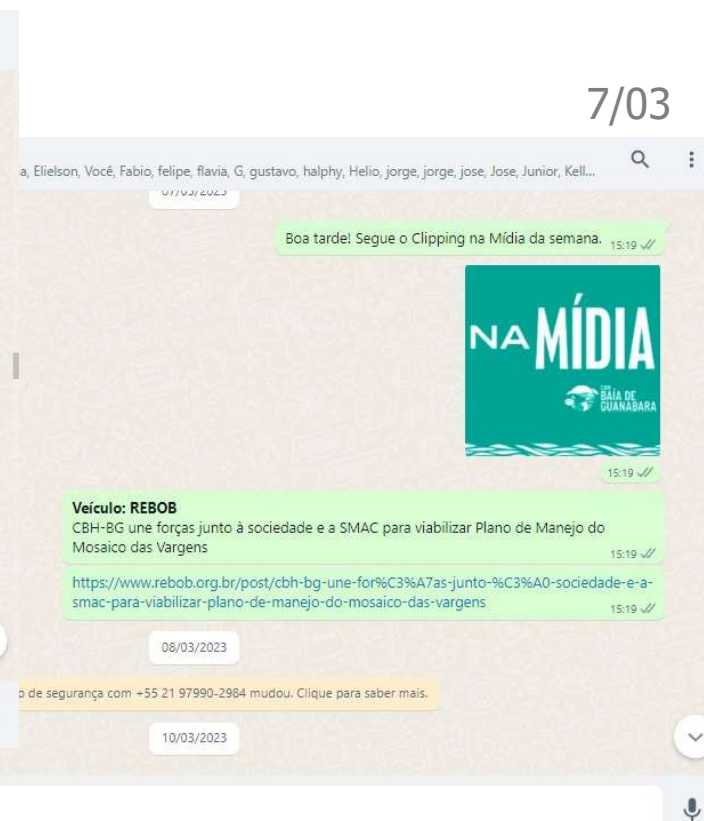 7/03
a, Elielson, Você, Fabio, felipe, flavia, G, gustavo, halphy, Helio, jorge, jorge, jose, Jose, Junior, Kell...
07/03/2023
Boa tarde! Segue o Clipping na Mídia da semana. 15:19
NA MÍDIA
CBH
BAÍA DE
GUANABARA
15:19
Veículo: REBOB
CBH-BG une forças junto à sociedade e a SMAC para viabilizar Plano de Manejo do
Mosaico das Vargens
15:19
https://www.rebob.org.br/post/cbh-bg-une-for%C3%A7as-junto-%C3%A0-sociedade-e-a-
smac-para-viabilizar-plano-de-manejo-do-mosaico-das-vargens
15:19
08/03/2023
o de segurança com +55 21 97990-2984 mudou. Clique para saber mais.
10/03/2023